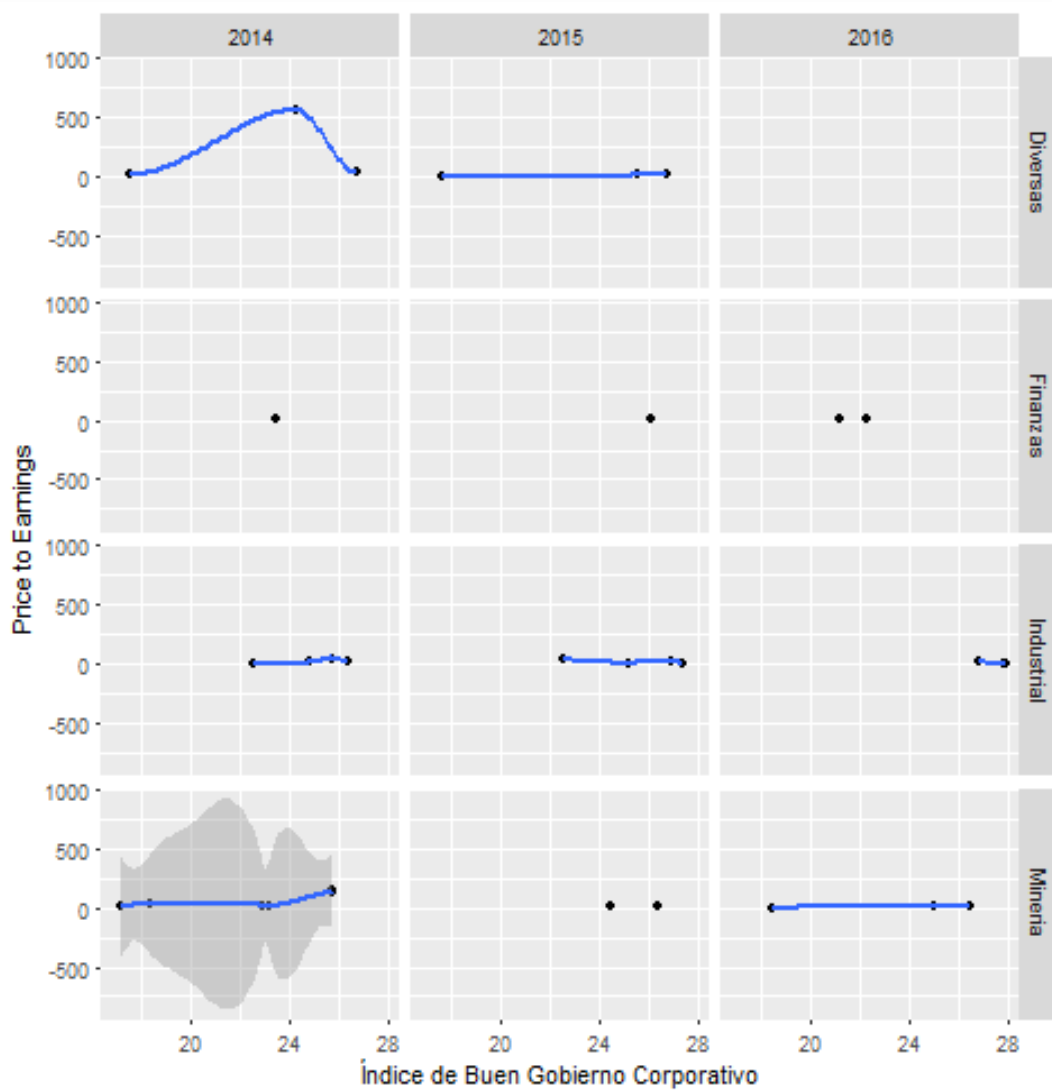 2014
2015
2016
1000
500
0
-500
Diversas
1000
500
0
-500
Finanzas
1000
500
0
-500
Industrial
1000
500
0
-500
Mineria
Price to Earnings
20 24 28
20 24 28
20 24 28
Índice de Buen Gobierno Corporativo